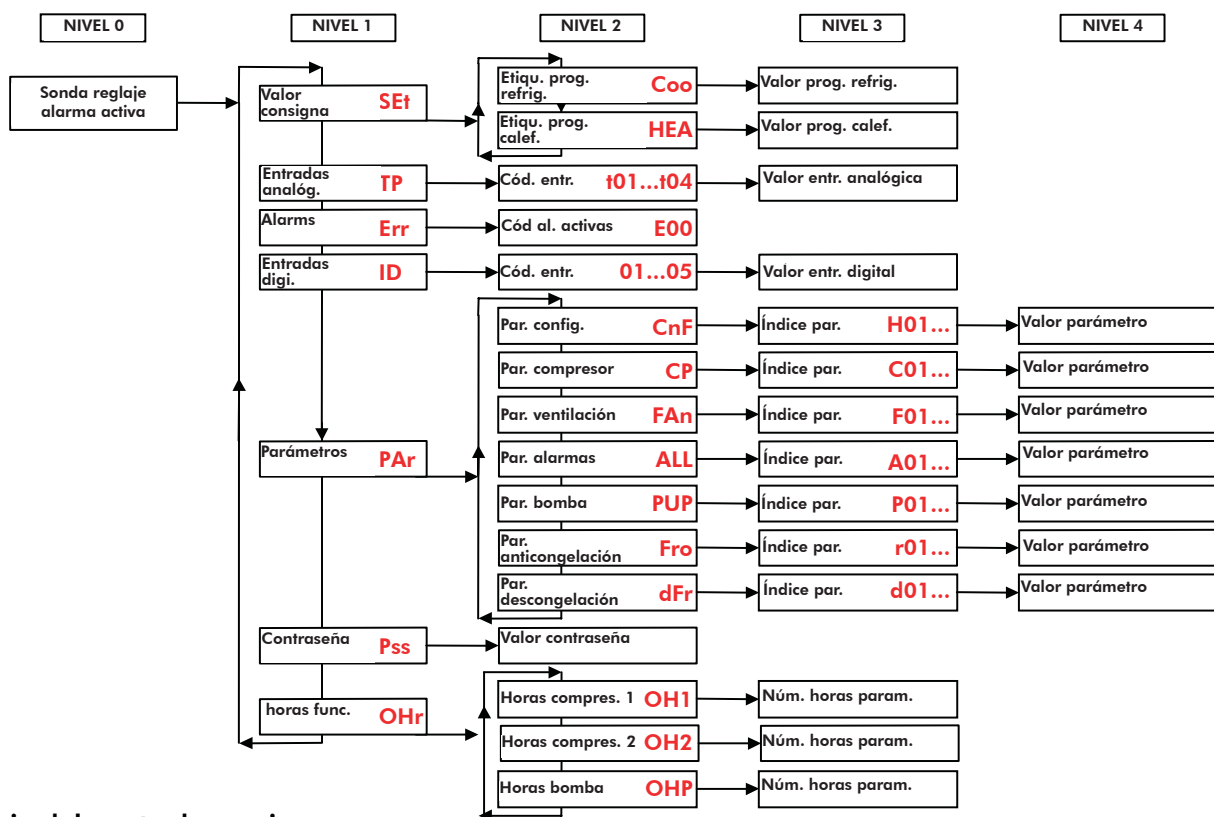 NIVEL 0 NIVEL 1 NIVEL 2 NIVEL 3 NIVEL 4
Sonda reglaje
alarma activa
Valor
consigna SEt
Etiqu. prog.
refrig. Coo
Valor prog. refrig.
Etiqu. prog.
calef. HEA
Valor prog. calef.
Entradas
analóg. TP
Cód. entr. t01...t04
Valor entr. analógica
Alarms Err
Cód al. activas E00
Entradas
digi. ID
Cód. entr. 01...05
Valor entr. digital
Par. config. CnF
Índice par. H01...
Valor parámetro
Par. compresor CP
Índice par. C01...
Valor parámetro
Par. ventilación FAn
Índice par. F01...
Valor parámetro
Parámetros PAr
Par. alarmas ALL
Índice par. A01...
Valor parámetro
Par. bomba PUP
Índice par. P01...
Valor parámetro
Par.
anticongelación Fro
Índice par. r01...
Valor parámetro
Par.
descongelación dFr
Índice par. d01...
Valor parámetro
Contraseña Pss
Valor contraseña
horas func. OHr
Horas compres. 1 OH1
Núm. horas param.
Horas compres. 2 OH2
Núm. horas param.
Horas bomba OHP
Núm. horas param.